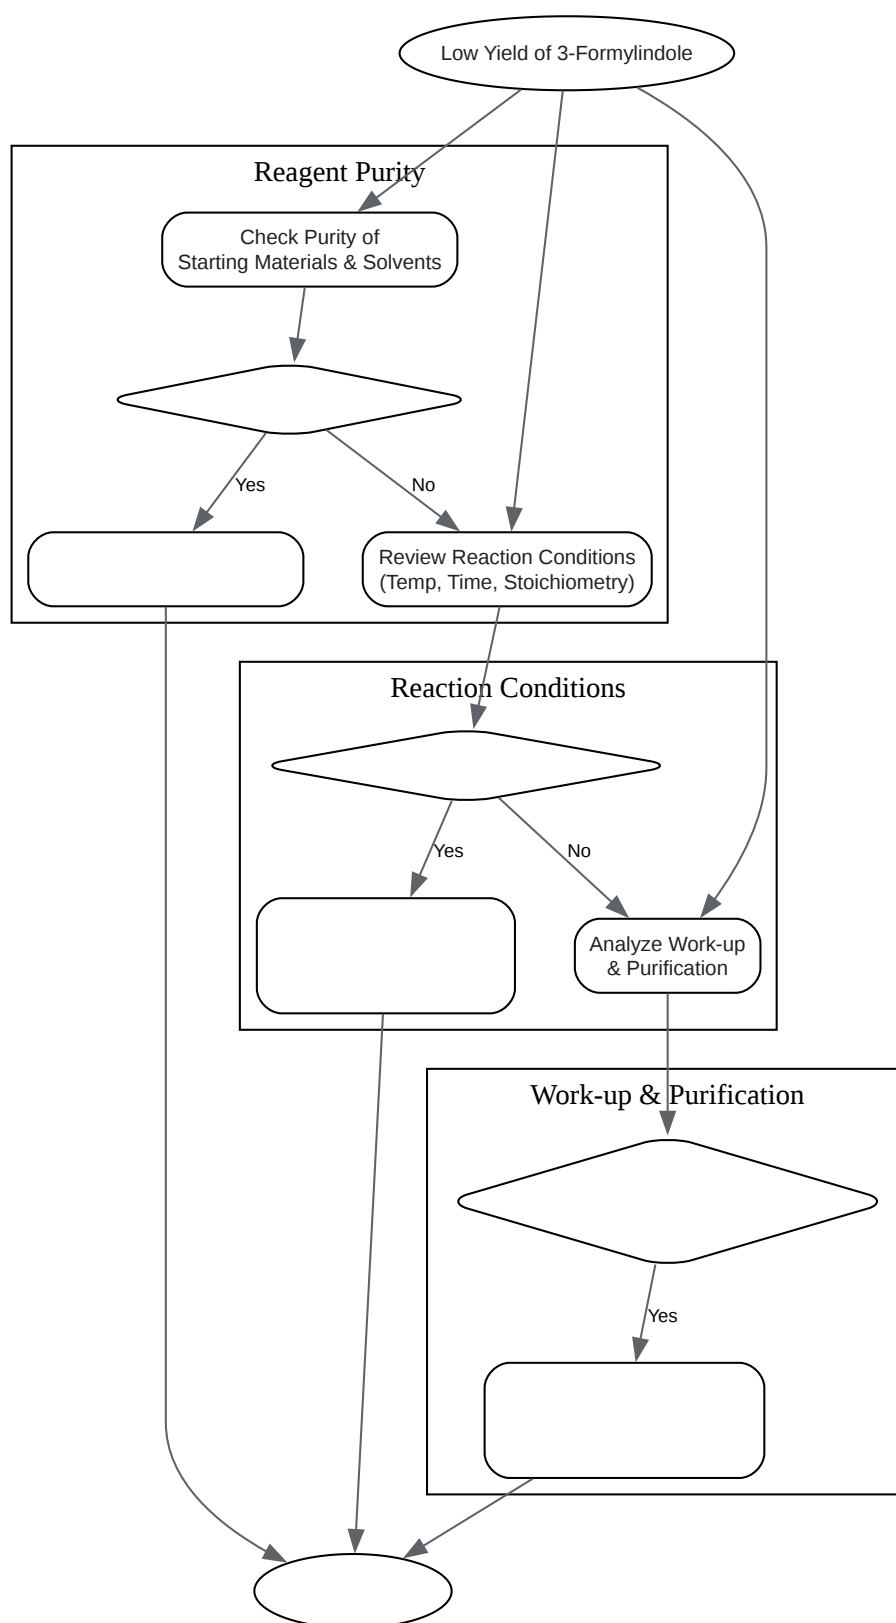 Low Yield of 3-Formylindole
Reagent Purity
Check Purity of
Starting Materials & Solvents
Yes
No
Review Reaction Conditions
(Temp, Time, Stoichiometry)
Reaction Conditions
Yes
No
Analyze Work-up
& Purification
Work-up & Purification
Yes